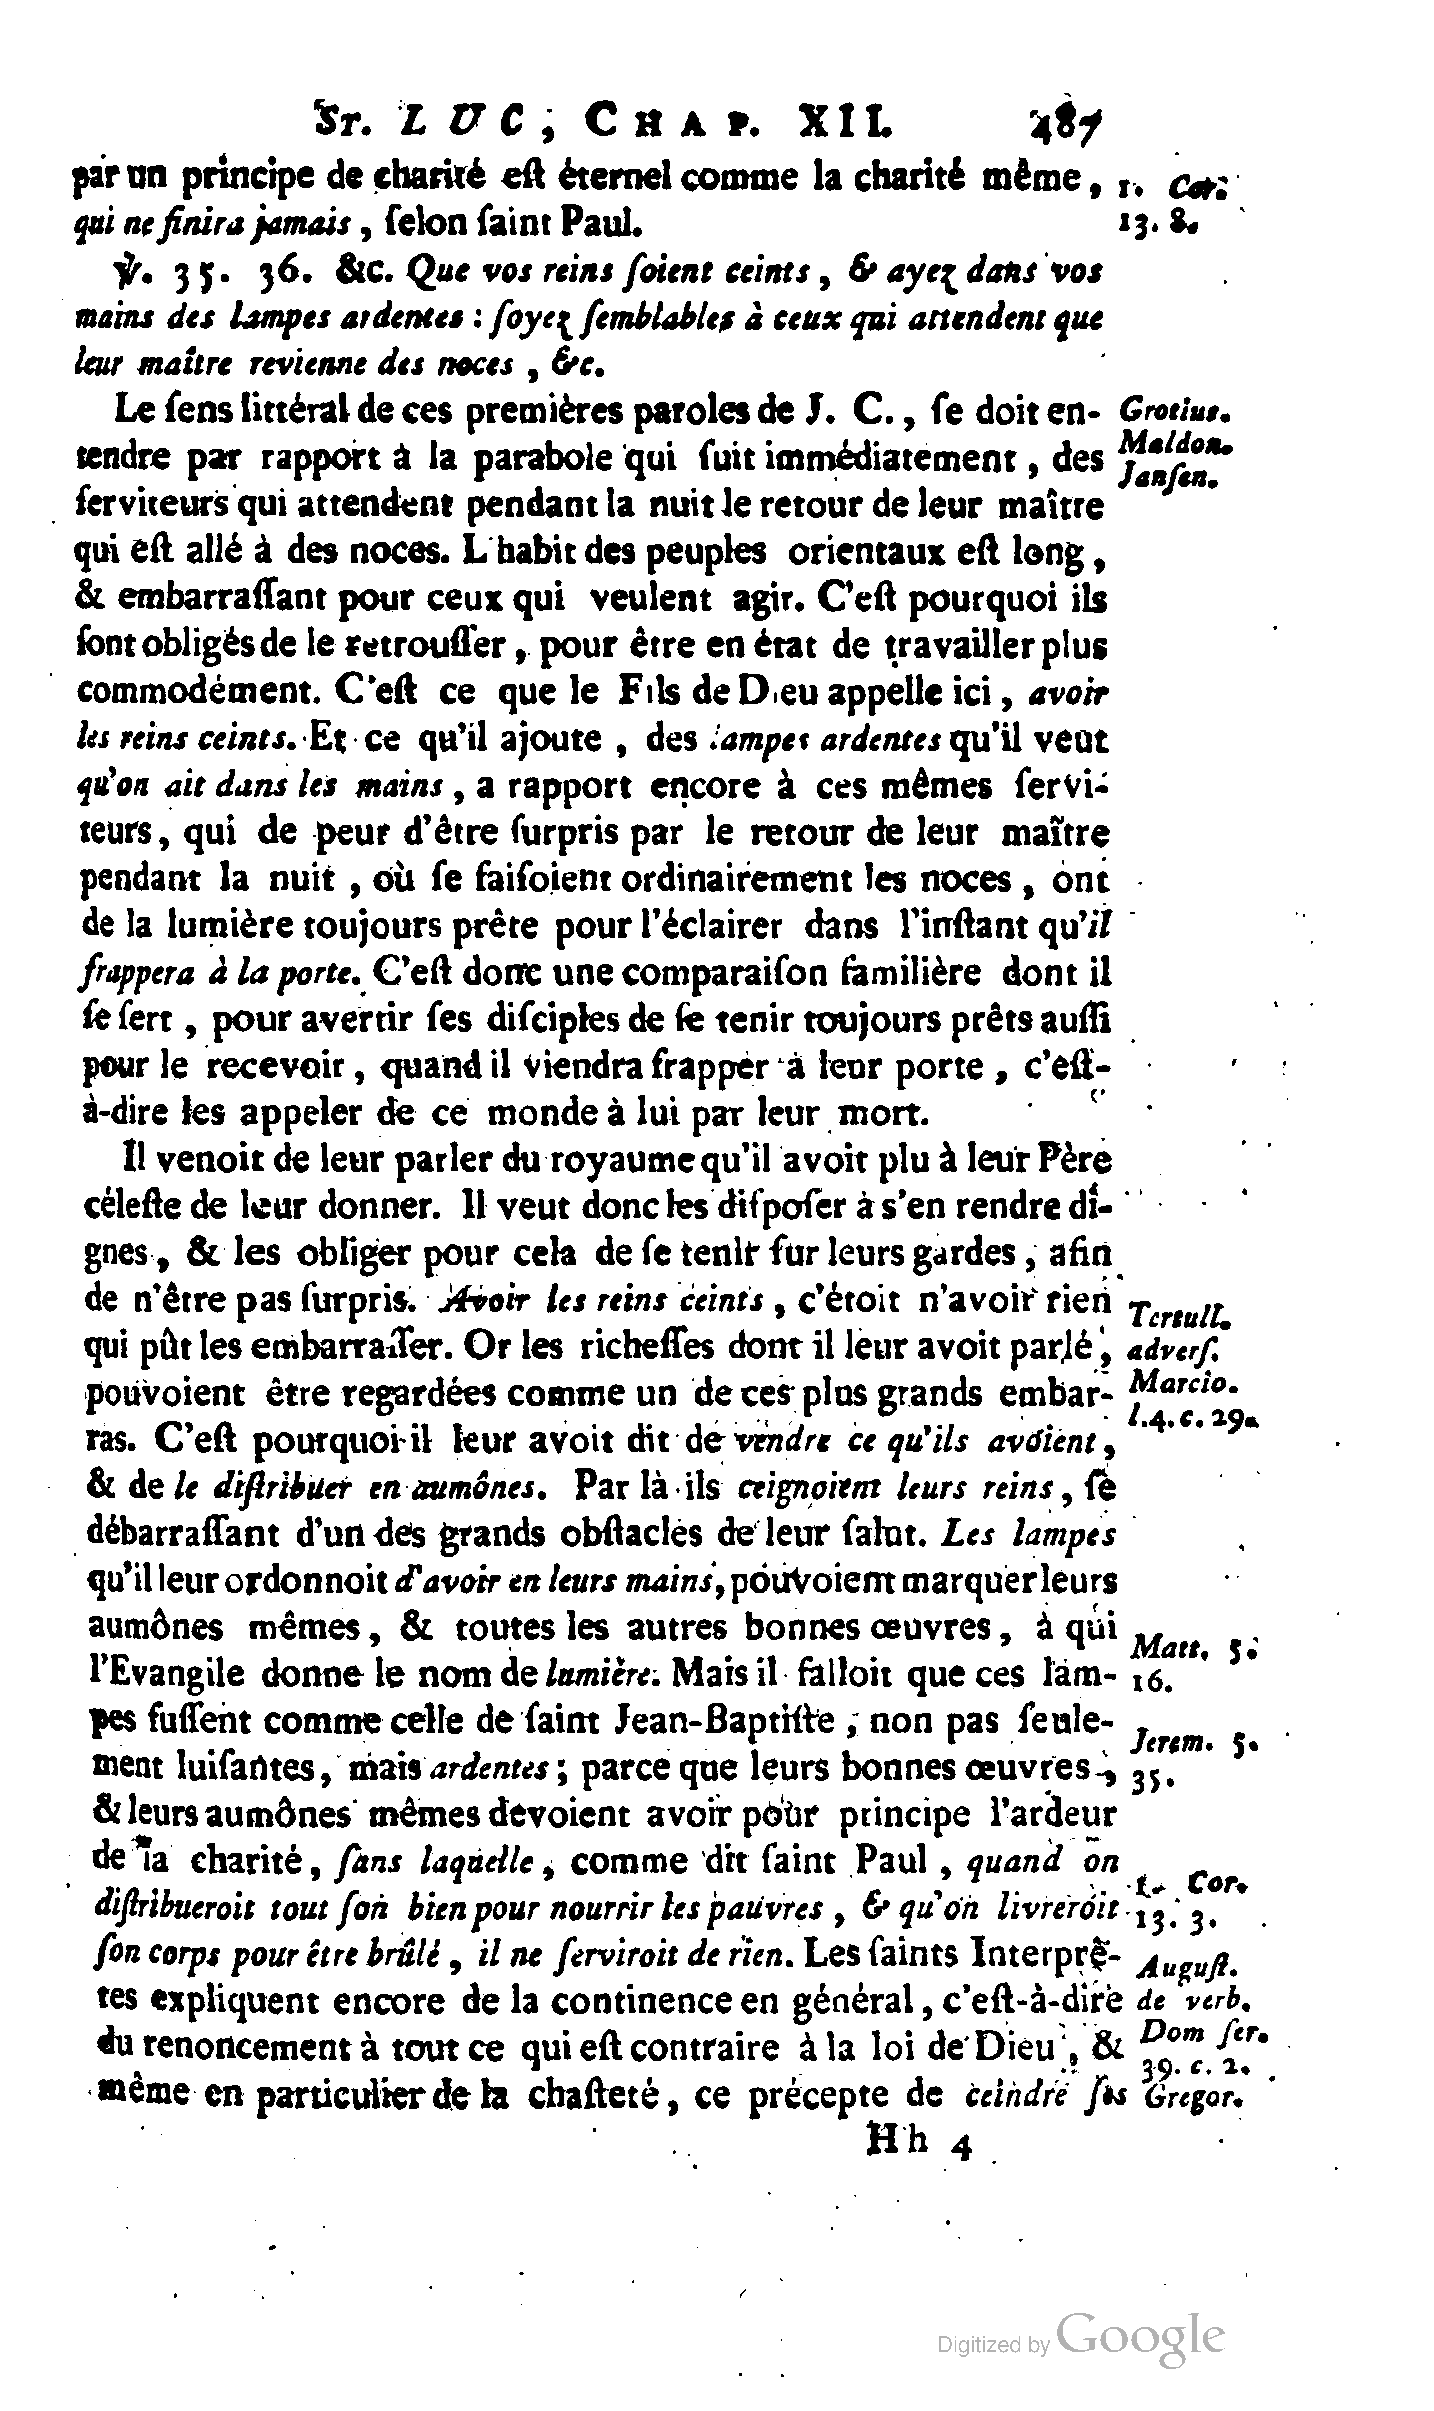 St. LUC, CHAP. XII. 487
par un principe de charité eſt éternel comme la charité même, 1. Cor.
qui ne finira jamais, ſelon ſaint Paul. 13. 8.
℣. 35. 36. &c. Que vos reins ſoient ceints, & ayez dans vos
mains des lampes ardentes : ſoyez ſemblables à ceux qui attendent que
leur maître revienne des noces, &c.
Le ſens littéral de ces premières paroles de J. C., ſe doit en- Grotius.
tendre par rapport à la parabole qui ſuit immédiatement, des Maldon.
ſerviteurs qui attendent pendant la nuit le retour de leur maître Janſen.
qui eſt allé à des noces. L'habit des peuples orientaux eſt long,
& embarraſſant pour ceux qui veulent agir. C'eſt pourquoi ils
ſont obligés de le retrouſſer, pour être en état de travailler plus
commodément. C'eſt ce que le Fils de Dieu appelle ici, avoir
les reins ceints. Et ce qu'il ajoute, des lampes ardentes qu'il veut
qu'on ait dans les mains, a rapport encore à ces mêmes ſervi-
teurs, qui de peur d'être ſurpris par le retour de leur maître
pendant la nuit, où ſe faiſoient ordinairement les noces, ont
de la lumière toujours prête pour l'éclairer dans l'inſtant qu'il
frappera à la porte. C'eſt donc une comparaiſon familière dont il
ſe ſert, pour avertir ſes diſciples de ſe tenir toujours prêts auſſi
pour le recevoir, quand il viendra frapper à leur porte, c'eſt-
à-dire les appeler de ce monde à lui par leur mort.
Il venoit de leur parler du royaume qu'il avoit plu à leur Père
céleſte de leur donner. Il veut donc les diſpoſer à s'en rendre di-
gnes, & les obliger pour cela de ſe tenir ſur leurs gardes, afin
de n'être pas ſurpris. Avoir les reins ceints, c'étoit n'avoir rien Tertull.
qui pût les embarraſſer. Or les richeſſes dont il leur avoit parlé, adverſ.
pouvoient être regardées comme un de ces plus grands embar- Marcio.
ras. C'eſt pourquoi il leur avoit dit de vendre ce qu'ils avoient, l. 4. c. 29.
& de le diſtribuer en aumônes. Par là ils ceignoient leurs reins, ſe
débarraſſant d'un des grands obſtacles de leur ſalut. Les lampes
qu'il leur ordonnoit d'avoir en leurs mains, pouvoient marquer leurs
aumônes mêmes, & toutes les autres bonnes œuvres, à qui
l'Evangile donne le nom de lumière. Mais il falloit que ces lam- Matt. 5. 16.
pes fuſſent comme celle de ſaint Jean-Baptiſte, non pas ſeule-
ment luiſantes, mais ardentes ; parce que leurs bonnes œuvres, Jerem. 5. 35.
& leurs aumônes mêmes devoient avoir pour principe l'ardeur
de la charité, ſans laquelle, comme dit ſaint Paul, quand on
diſtribueroit tout ſon bien pour nourrir les pauvres, & qu'on livreroit 1. Cor. 13. 3.
ſon corps pour être brûlé, il ne ſerviroit de rien. Les ſaints Interprê- Auguſt.
tes expliquent encore de la continence en général, c'eſt-à-dire de verb.
du renoncement à tout ce qui eſt contraire à la loi de Dieu, & Dom ſer. 39. c. 2.
même en particulier de la chaſteté, ce précepte de ceindre ſes Gregor.
Hh 4
Digitized by Google